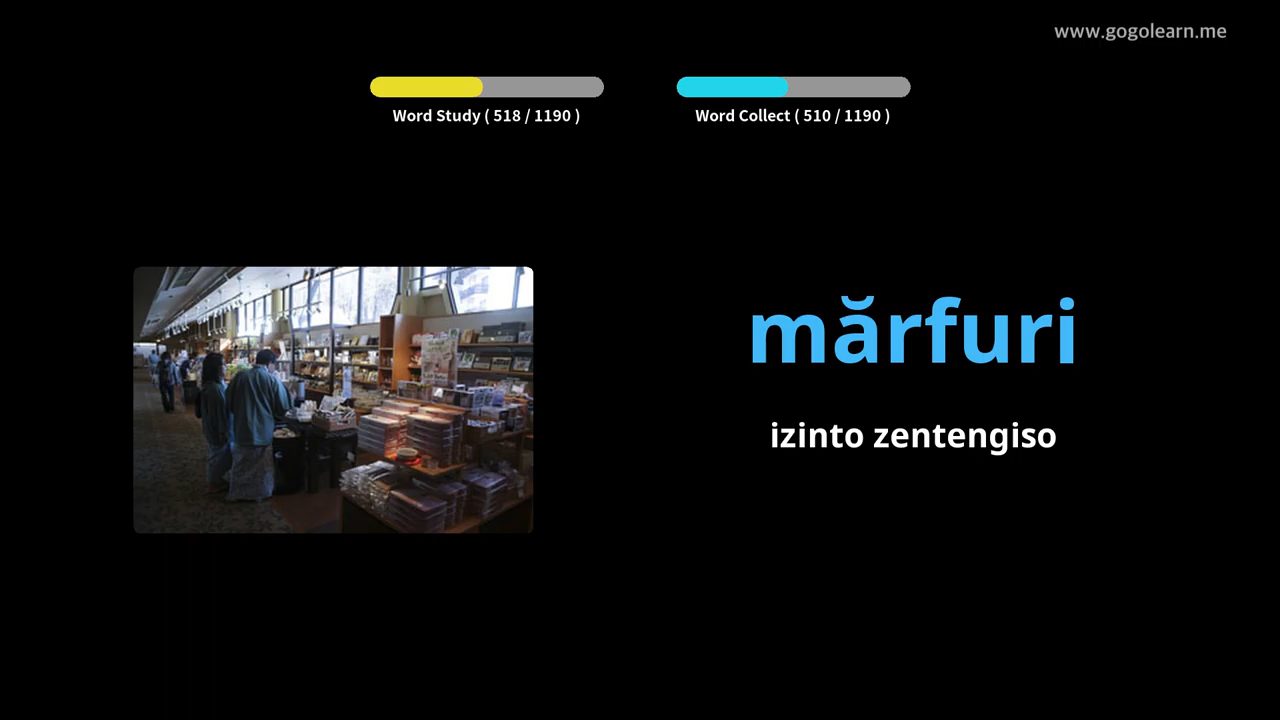 www.gogolearn.me
Word Study ( 518 / 1190 )
Word Collect ( 510 / 1190 )
mărfuri
izinto zentengiso